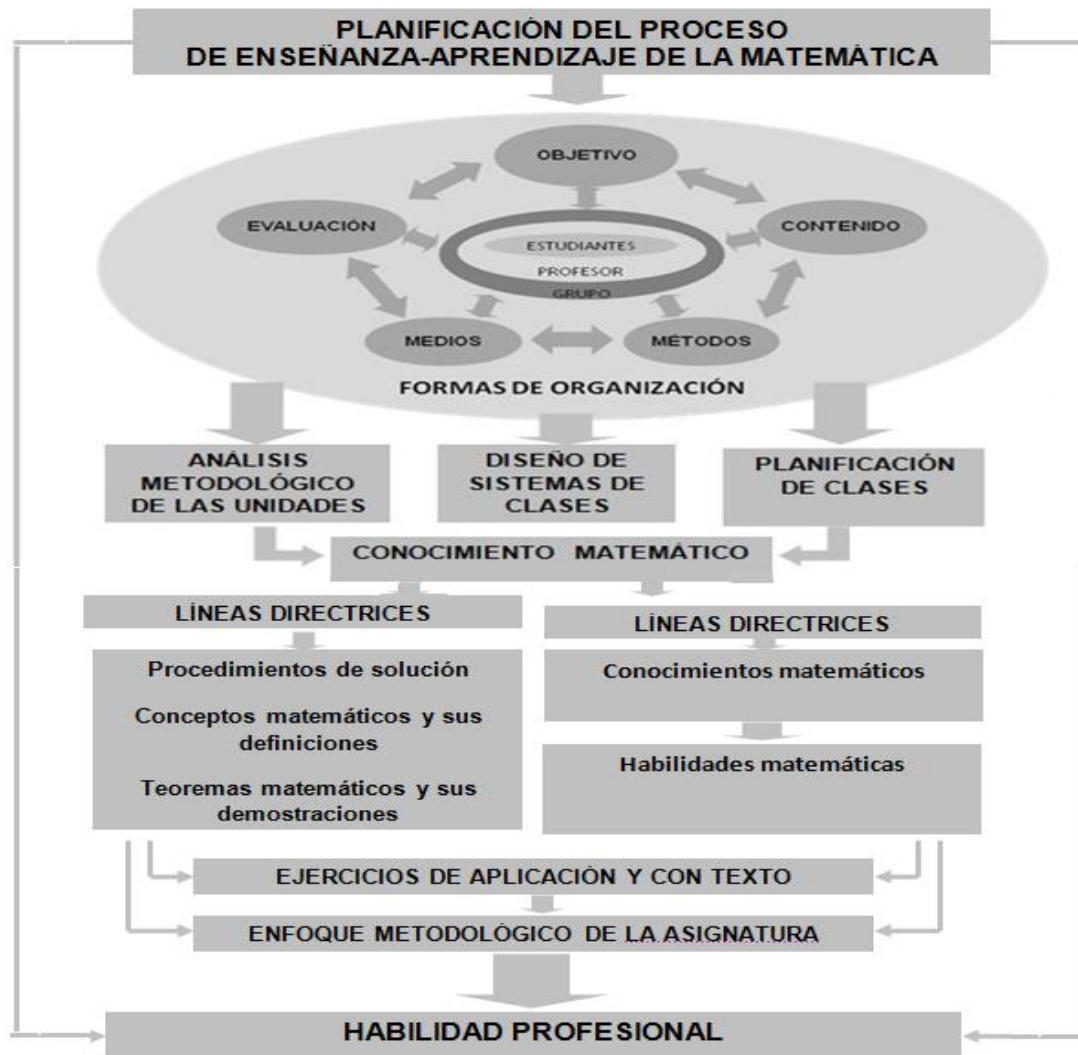 PLANIFICACIÓN DEL PROCESO
DE ENSEÑANZA-APRENDIZAJE DE LA MATEMÁTICA
OBJETIVO
EVALUACIÓN
CONTENIDO
ESTUDIANTES
PROFESOR
GRUPO
MEDIOS
MÉTODOS
FORMAS DE ORGANIZACIÓN
ANÁLISIS
METODOLÓGICO
DE LAS UNIDADES
DISEÑO DE
SISTEMAS DE
CLASES
PLANIFICACIÓN
DE CLASES
CONOCIMIENTO MATEMÁTICO
LÍNEAS DIRECTRICES
Procedimientos de solución
Conceptos matemáticos y sus
definiciones
Teoremas matemáticos y sus
demostraciones
LÍNEAS DIRECTRICES
Conocimientos matemáticos
Habilidades matemáticas
EJERCICIOS DE APLICACIÓN Y CON TEXTO
ENFOQUE METODOLÓGICO DE LA ASIGNATURA
HABILIDAD PROFESIONAL